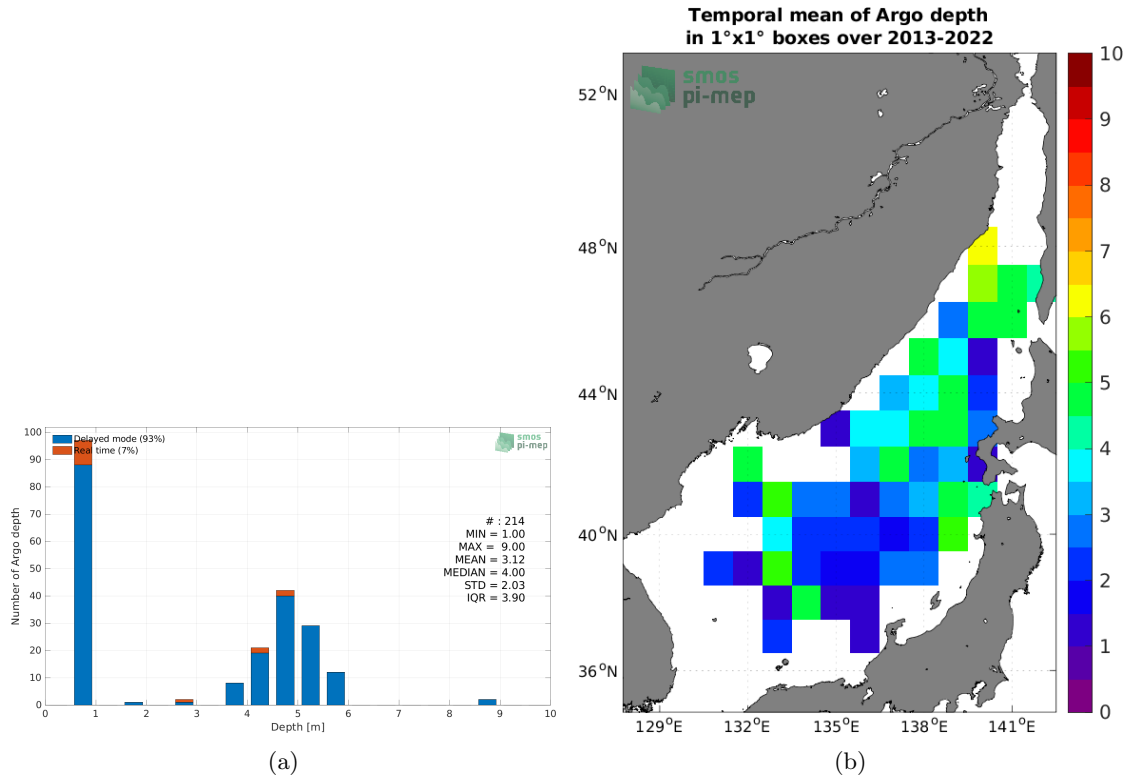 Temporal mean of Argo depth
in 1°x1° boxes over 2013-2022
smos
pi-mep
52°N
48°N
44°N
40°N
36°N
129°E
132°E
135°E
138°E
141°E
10
9
8
7
6
5
4
3
2
1
0
(b)
Delayed mode (93%)
Real time (7%)
smos
pi-mep
# : 214
MIN = 1.00
MAX = 9.00
MEAN = 3.12
MEDIAN = 4.00
STD = 2.03
IQR = 3.90
Number of Argo depth
100
90
80
70
60
50
40
30
20
10
0
0 1 2 3 4 5 6 7 8 9 10
Depth [m]
(a)